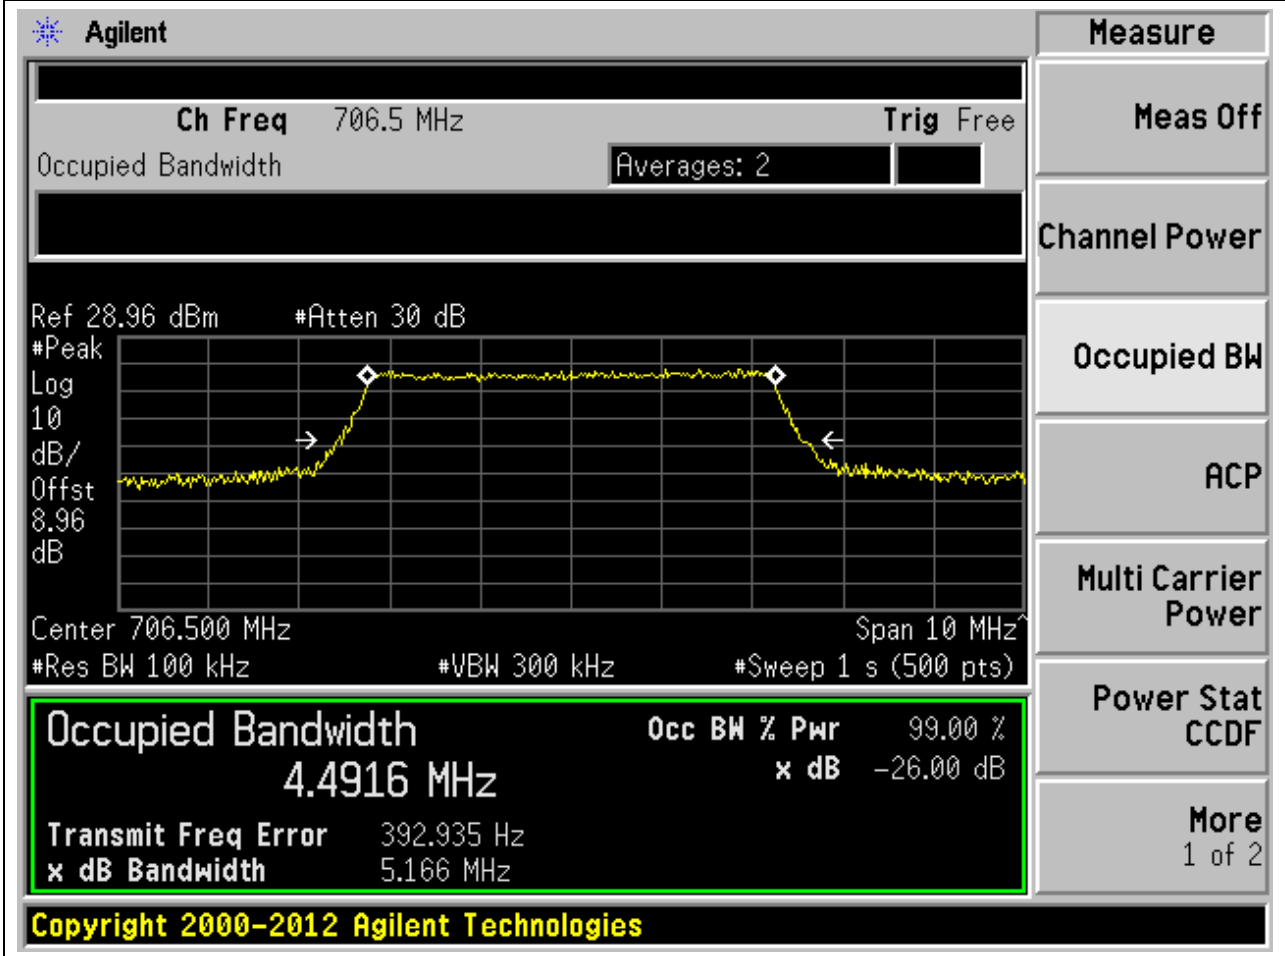 Agilent
Measure
Ch Freq 706.5 MHz Trig Free
Occupied Bandwidth Averages: 2
Meas Off
Channel Power
Occupied BW
ACP
Multi Carrier
Power
Power Stat
CCDF
More
1 of 2
Ref 28.96 dBm #Atten 30 dB
#Peak
Log
10
dB/
Offst
8.96
dB
Center 706.500 MHz Span 10 MHz^
#Res BW 100 kHz #VBW 300 kHz #Sweep 1 s (500 pts)
Occupied Bandwidth Occ BW % Pwr 99.00 %
4.4916 MHz x dB -26.00 dB
Transmit Freq Error 392.935 Hz
x dB Bandwidth 5.166 MHz
Copyright 2000-2012 Agilent Technologies